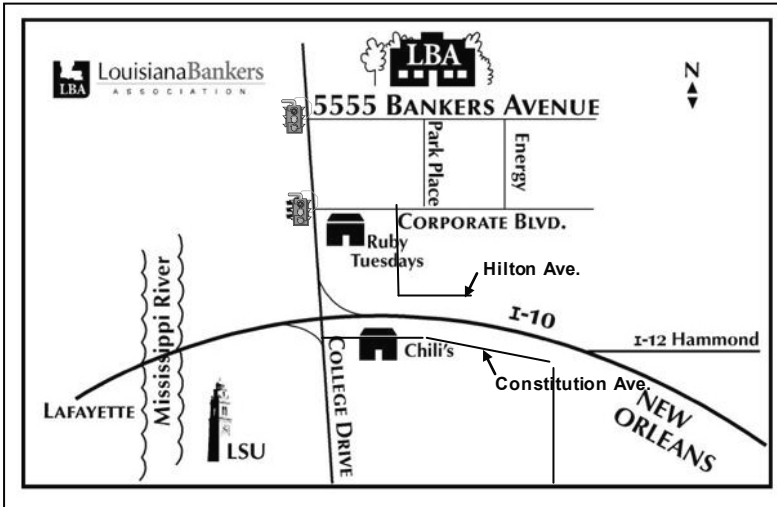 LBA
LBA
LouisianaBankers
ASSOCIATION
N
5555 BANKERS AVENUE
Park Place
Energy
CORPORATE BLVD.
Ruby
Tuesdays
Hilton Ave.
Mississippi River
I-10
I-12 Hammond
Chili's
COLLEGE DRIVE
Constitution Ave.
LAFAYETTE
NEW
ORLEANS
LSU